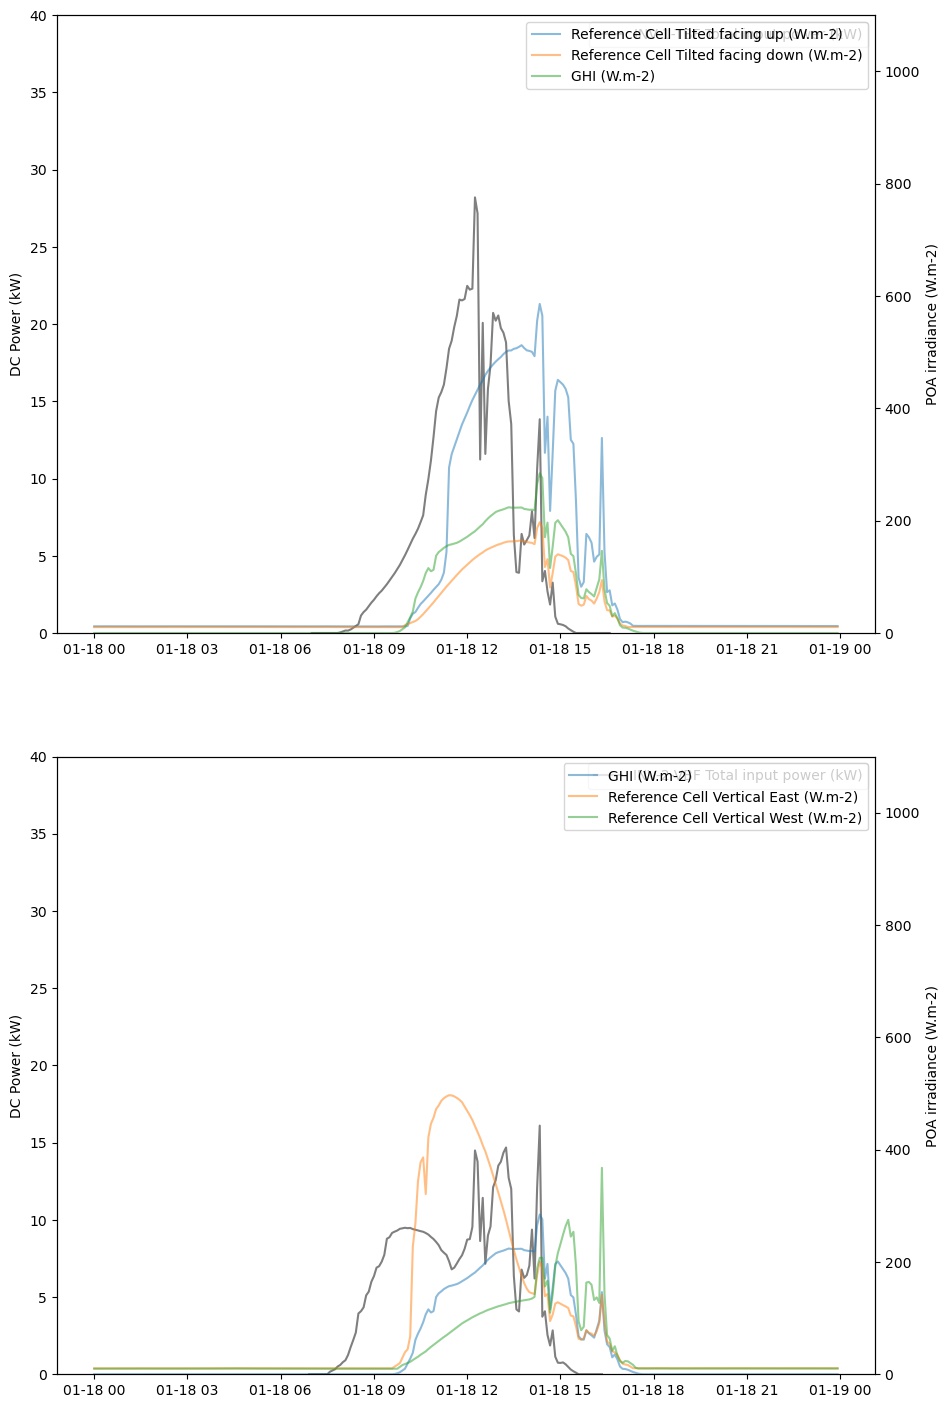 40
35
30
25
20
15
10
5
0
DC Power (kW)
Reference Cell Tilted facing up (W.m-2)
Reference Cell Tilted facing down (W.m-2)
GHI (W.m-2)
kW)
1000
800
600
400
200
0
POA irradiance (W.m-2)
01-18 00 01-18 03 01-18 06 01-18 09 01-18 12 01-18 15 01-18 18 01-18 21 01-19 00
40
35
30
25
20
15
10
5
0
DC Power (kW)
GHI (W.m-2) Total input power (kW)
Reference Cell Vertical East (W.m-2)
Reference Cell Vertical West (W.m-2)
1000
800
600
400
200
0
POA irradiance (W.m-2)
01-18 00 01-18 03 01-18 06 01-18 09 01-18 12 01-18 15 01-18 18 01-18 21 01-19 00